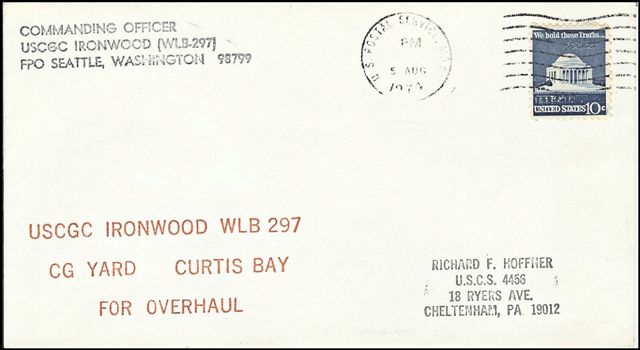 COMMANDING OFFICER
USCGC IRONWOOD (WLB-297)
FPO SEATTLE, WASHINGTON 98799
U.S. POSTAL SERVICE
PM
5 AUG
We hold these Truths...
UNITED STATES 10¢
USCGC IRONWOOD WLB 297
CG YARD CURTIS BAY
FOR OVERHAUL
RICHARD F. HOFFNER
U.S.C.S. 4456
18 RYERS AVE.
CHELTENHAM, PA 19012